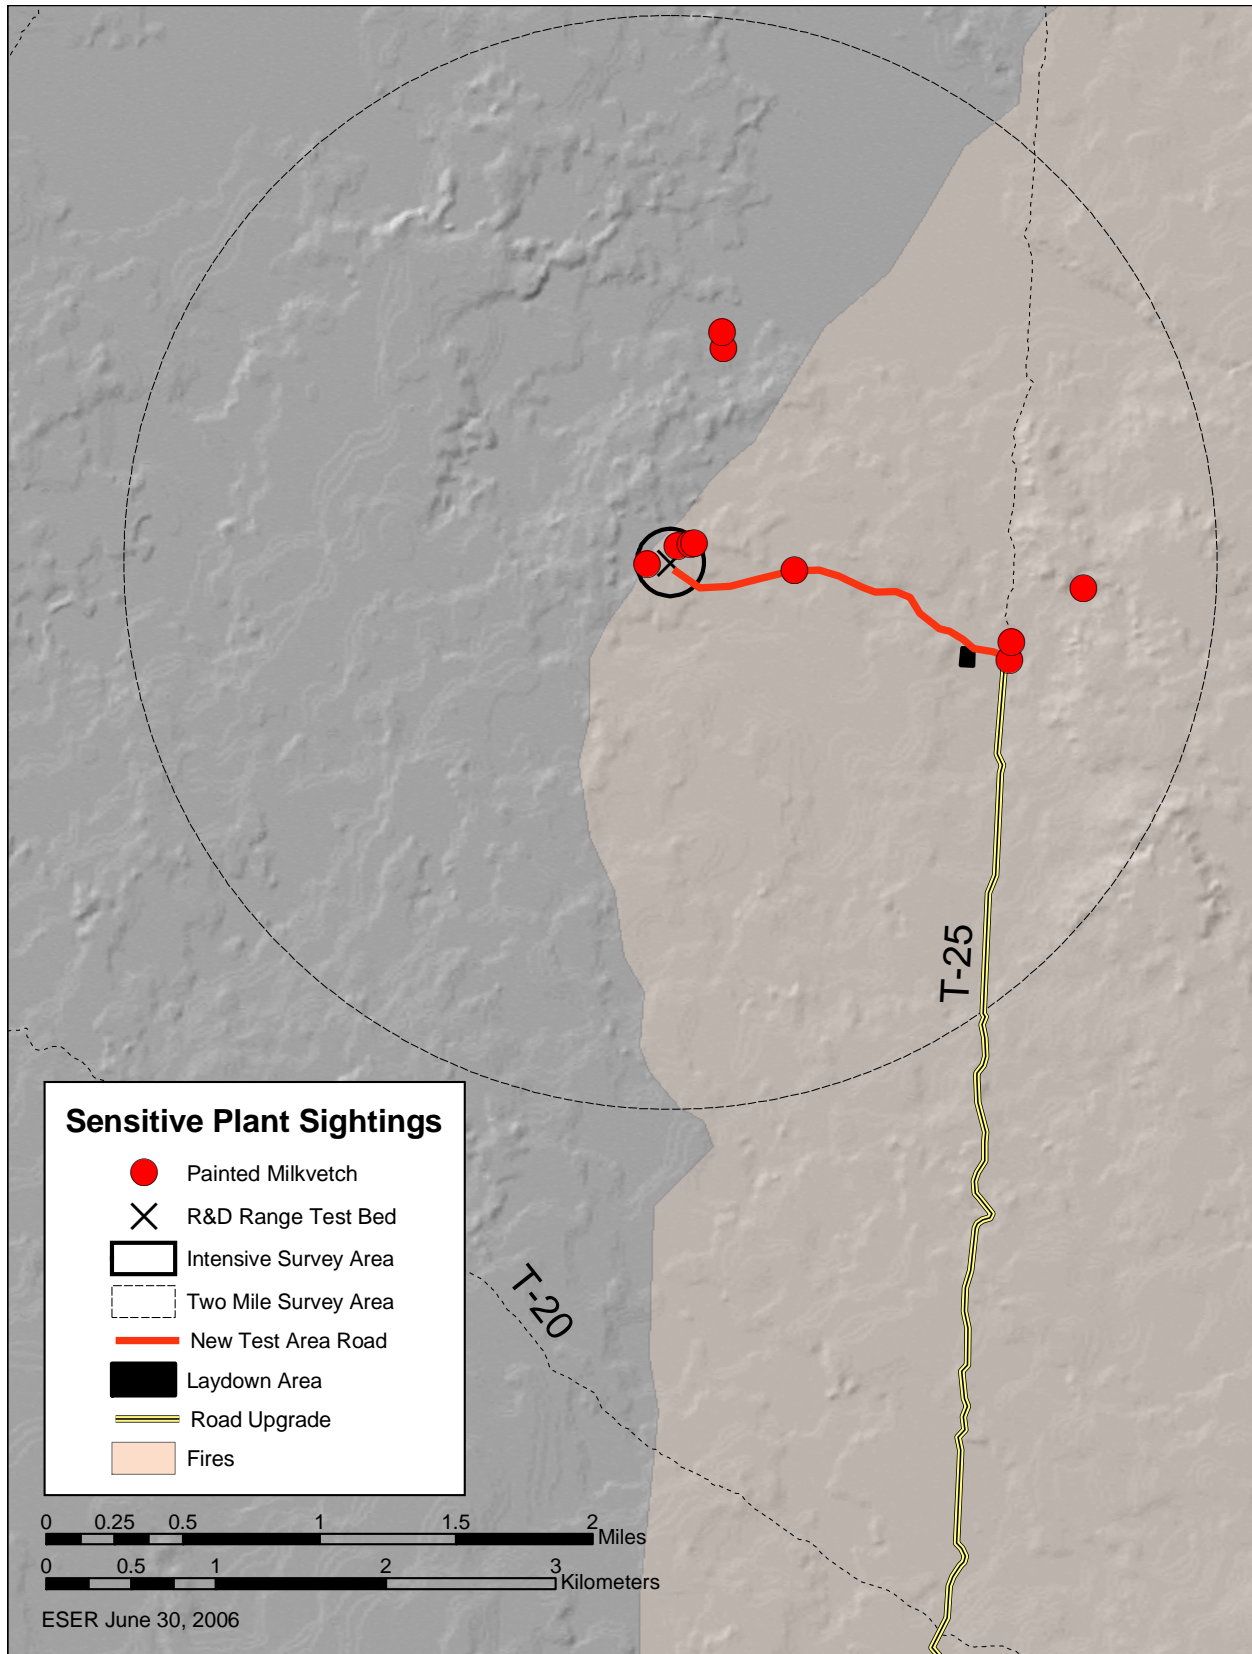 T-25
Sensitive Plant Sightings
Painted Milkvetch
R&D Range Test Bed
Intensive Survey Area
Two Mile Survey Area
New Test Area Road
Laydown Area
Road Upgrade
Fires
T-20
0 0.25 0.5 1 1.5 2 Miles
0 0.5 1 2 3 Kilometers
ESER June 30, 2006